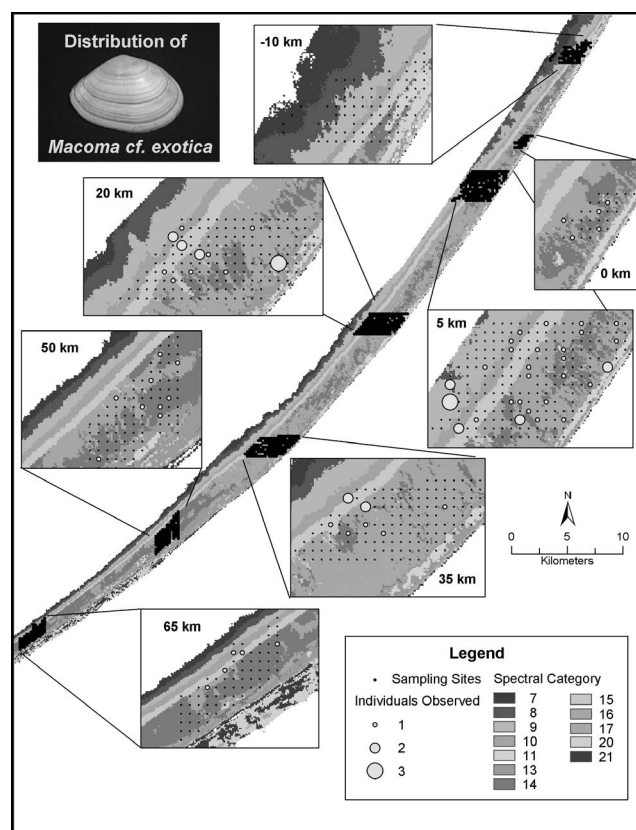 Distribution of
Macoma cf. exotica
-10 km
20 km
0 km
5 km
50 km
35 km
65 km
N
0 5 10
Kilometers
Legend
Sampling Sites
Individuals Observed
1
2
3
Spectral Category
7
8
9
10
11
13
14
15
16
17
20
21